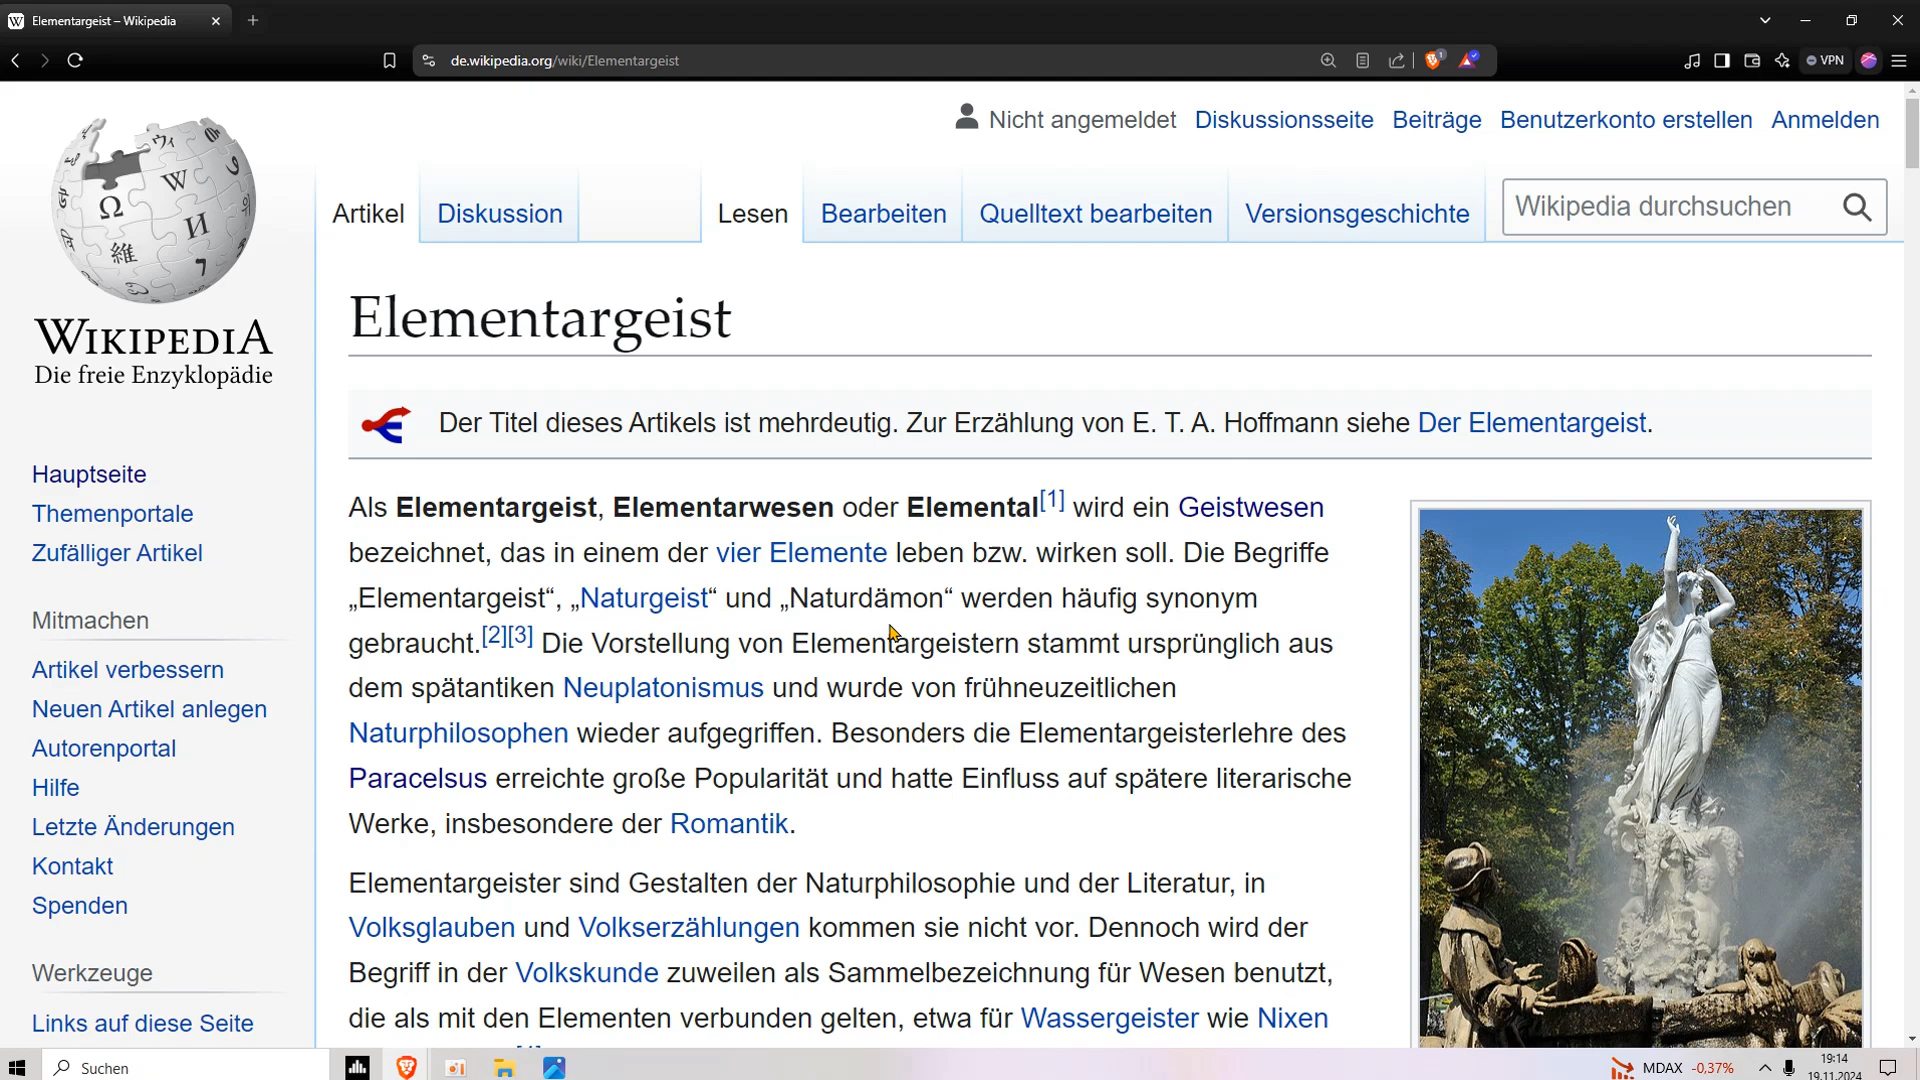 Elementargeist – Wikipedia
de.wikipedia.org/wiki/Elementargeist
1
VPN
Nicht angemeldet Diskussionsseite Beiträge Benutzerkonto erstellen Anmelden
WIKIPEDIA
Die freie Enzyklopädie
Artikel Diskussion Lesen Bearbeiten Quelltext bearbeiten Versionsgeschichte Wikipedia durchsuchen
Hauptseite
Themenportale
Zufälliger Artikel
Mitmachen
Artikel verbessern
Neuen Artikel anlegen
Autorenportal
Hilfe
Letzte Änderungen
Kontakt
Spenden
Werkzeuge
Links auf diese Seite
Elementargeist
Der Titel dieses Artikels ist mehrdeutig. Zur Erzählung von E. T. A. Hoffmann siehe Der Elementargeist.
Als Elementargeist, Elementarwesen oder Elemental[1] wird ein Geistwesen
bezeichnet, das in einem der vier Elemente leben bzw. wirken soll. Die Begriffe
„Elementargeist“, „Naturgeist“ und „Naturdämon“ werden häufig synonym
gebraucht.[2][3] Die Vorstellung von Elementargeistern stammt ursprünglich aus
dem spätantiken Neuplatonismus und wurde von frühneuzeitlichen
Naturphilosophen wieder aufgegriffen. Besonders die Elementargeisterlehre des
Paracelsus erreichte große Popularität und hatte Einfluss auf spätere literarische
Werke, insbesondere der Romantik.
Elementargeister sind Gestalten der Naturphilosophie und der Literatur, in
Volksglauben und Volkserzählungen kommen sie nicht vor. Dennoch wird der
Begriff in der Volkskunde zuweilen als Sammelbezeichnung für Wesen benutzt,
die als mit den Elementen verbunden gelten, etwa für Wassergeister wie Nixen
Suchen
MDAX -0,37%
19:14
19.11.2024